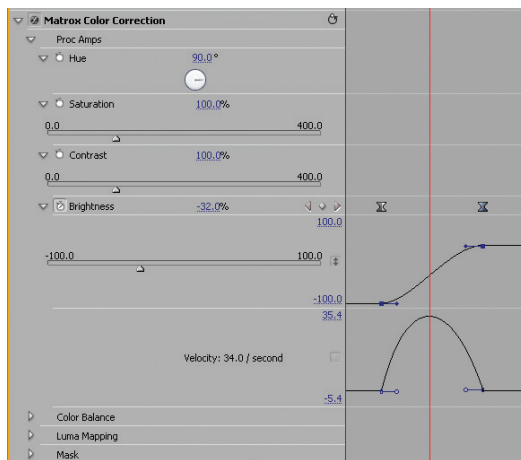 Matrox Color Correction
Proc Amps
Hue 90.0°
Saturation 100.0%
0.0 400.0
Contrast 100.0%
0.0 400.0
Brightness -32.0%
100.0
-100.0 100.0
-100.0
35.4
Velocity: 34.0 / second
-5.4
Color Balance
Luma Mapping
Mask